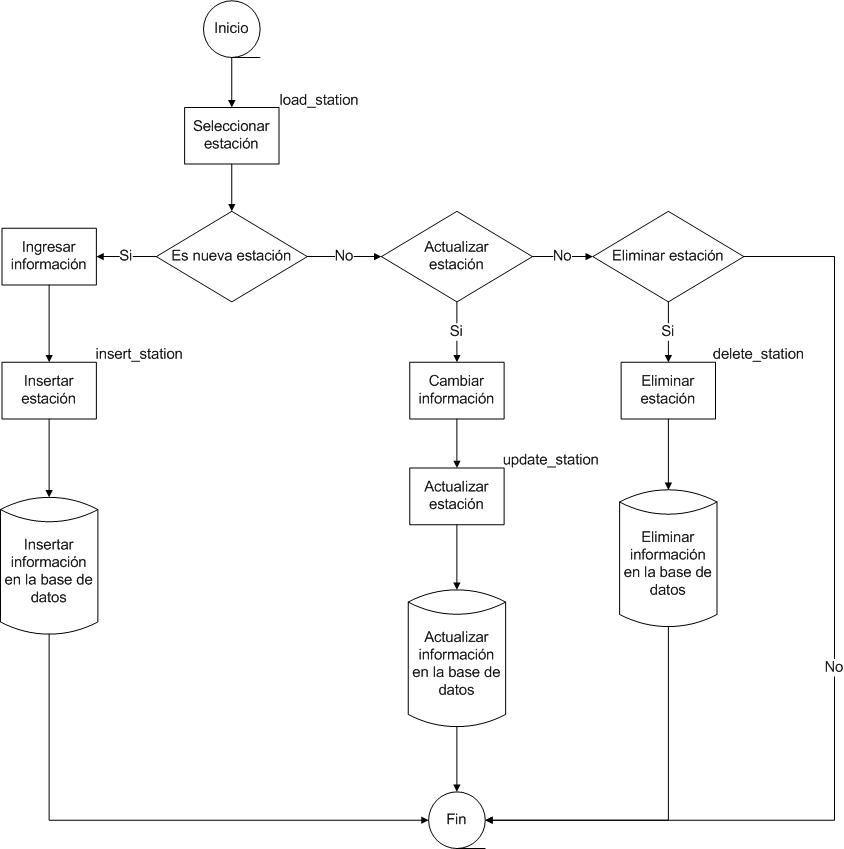 Inicio
load_station
Seleccionar
estación
Es nueva estación
Si
Ingresar
información
No
Actualizar
estación
No
Eliminar estación
Si
Si
insert_station
Insertar
estación
Cambiar
información
delete_station
Eliminar
estación
update_station
Actualizar
estación
Insertar
información
en la base de
datos
Eliminar
información
en la base de
datos
Actualizar
información
en la base de
datos
No
Fin